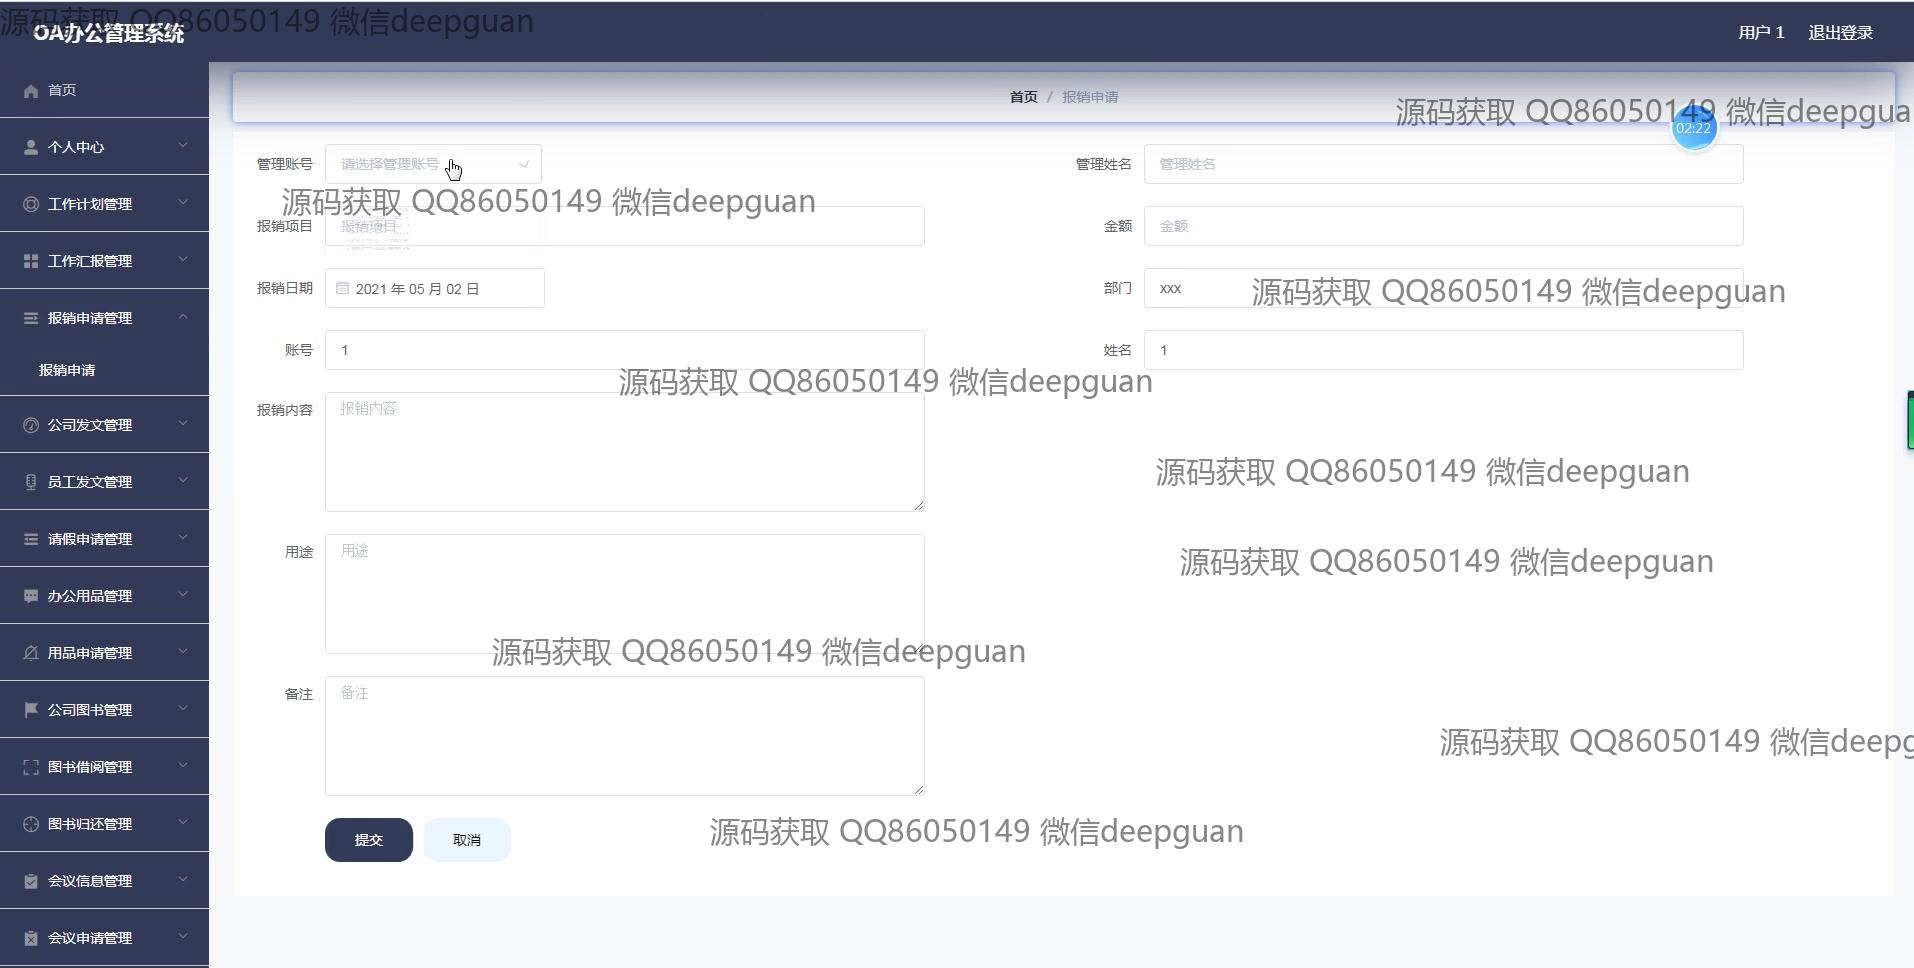 源码获取 QQ86050149 微信deepguan
OA办公管理系统
用户 1 退出登录
首页
个人中心
工作计划管理
工作汇报管理
报销申请管理
报销申请
公司发文管理
员工发文管理
请假申请管理
办公用品管理
用品申请管理
公司图书管理
图书借阅管理
图书归还管理
会议信息管理
会议申请管理
首页 / 报销申请
源码获取 QQ86050149 微信deepgua
02:22
管理账号 请选择管理账号 管理姓名 管理姓名
源码获取 QQ86050149 微信deepguan
报销项目 报销项目 金额 金额
报销日期 2021 年 05 月 02 日 部门 xxx
源码获取 QQ86050149 微信deepguan
账号 1 姓名 1
源码获取 QQ86050149 微信deepguan
报销内容 报销内容
源码获取 QQ86050149 微信deepguan
用途 用途
源码获取 QQ86050149 微信deepguan
源码获取 QQ86050149 微信deepguan
备注 备注
源码获取 QQ86050149 微信deepg
提交 取消
源码获取 QQ86050149 微信deepguan